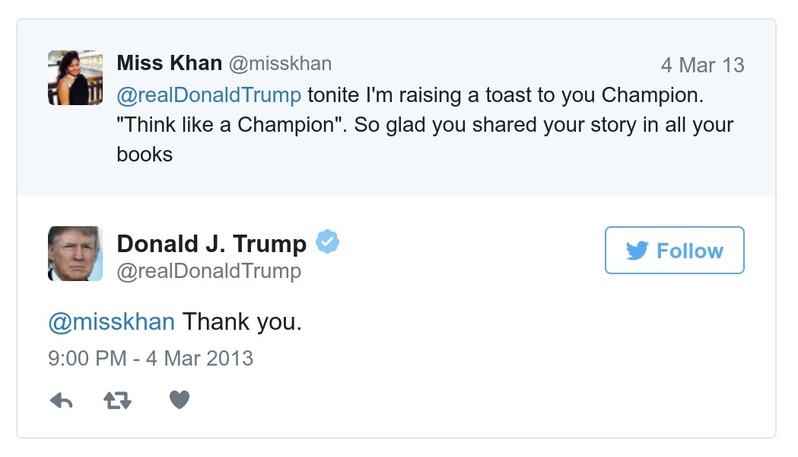 Miss Khan @misskhan 4 Mar 13
@realDonaldTrump tonite I'm raising a toast to you Champion.
"Think like a Champion". So glad you shared your story in all your
books
Donald J. Trump
@realDonaldTrump
Follow
@misskhan Thank you.
9:00 PM - 4 Mar 2013